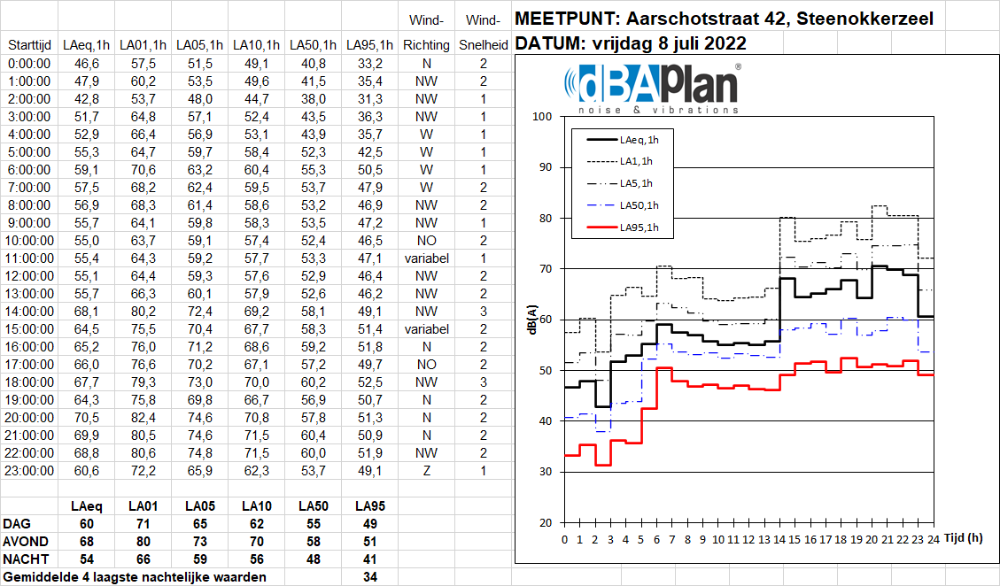 Wind- Wind-
Starttijd LAeq,1h LA01,1h LA05,1h LA10,1h LA50,1h LA95,1h Richting Snelheid
0:00:00 46,6 57,5 51,5 49,1 40,8 33,2 N 2
1:00:00 47,9 60,2 53,5 49,6 41,5 35,4 NW 2
2:00:00 42,8 53,7 48,0 44,7 38,0 31,3 NW 1
3:00:00 51,7 64,8 57,1 52,4 43,5 36,3 NW 1
4:00:00 52,9 66,4 56,9 53,1 43,9 35,7 W 1
5:00:00 55,3 64,7 59,7 58,4 52,3 42,5 W 1
6:00:00 59,1 70,6 63,2 60,4 55,3 50,5 W 1
7:00:00 57,5 68,2 62,4 59,5 53,7 47,9 W 2
8:00:00 56,9 68,3 61,4 58,6 53,2 46,9 NW 2
9:00:00 55,7 64,1 59,8 58,3 53,5 47,2 NW 1
10:00:00 55,0 63,7 59,1 57,4 52,4 46,5 NO 2
11:00:00 55,4 64,3 59,2 57,7 53,3 47,1 variabel 1
12:00:00 55,1 64,4 59,3 57,6 52,9 46,4 NW 2
13:00:00 55,7 66,3 60,1 57,9 52,6 46,2 NW 2
14:00:00 68,1 80,2 72,4 69,2 58,1 49,1 NW 3
15:00:00 64,5 75,5 70,4 67,7 58,3 51,4 variabel 2
16:00:00 65,2 76,0 71,2 68,6 59,2 51,8 N 2
17:00:00 66,0 76,6 70,2 67,1 57,2 49,7 NO 2
18:00:00 67,7 79,3 73,0 70,0 60,2 52,5 NW 3
19:00:00 64,3 75,8 69,8 66,7 56,9 50,7 N 2
20:00:00 70,5 82,4 74,6 70,8 57,8 51,3 N 2
21:00:00 69,9 80,5 74,6 71,5 60,4 50,9 N 2
22:00:00 68,8 80,6 74,8 71,5 60,0 51,9 NW 2
23:00:00 60,6 72,2 65,9 62,3 53,7 49,1 Z 1
LAeq LA01 LA05 LA10 LA50 LA95
DAG 60 71 65 62 55 49
AVOND 68 80 73 70 58 51
NACHT 54 66 59 56 48 41
Gemiddelde 4 laagste nachtelijke waarden 34
MEETPUNT: Aarschotstraat 42, Steenokkerzeel
DATUM: vrijdag 8 juli 2022
dBAPlan®
noise & vibrations
100
90
80
70
60
50
40
30
20
dB(A)
LAeq,1h
LA1,1h
LA5,1h
LA50,1h
LA95,1h
0 1 2 3 4 5 6 7 8 9 10 11 12 13 14 15 16 17 18 19 20 21 22 23 24 Tijd (h)